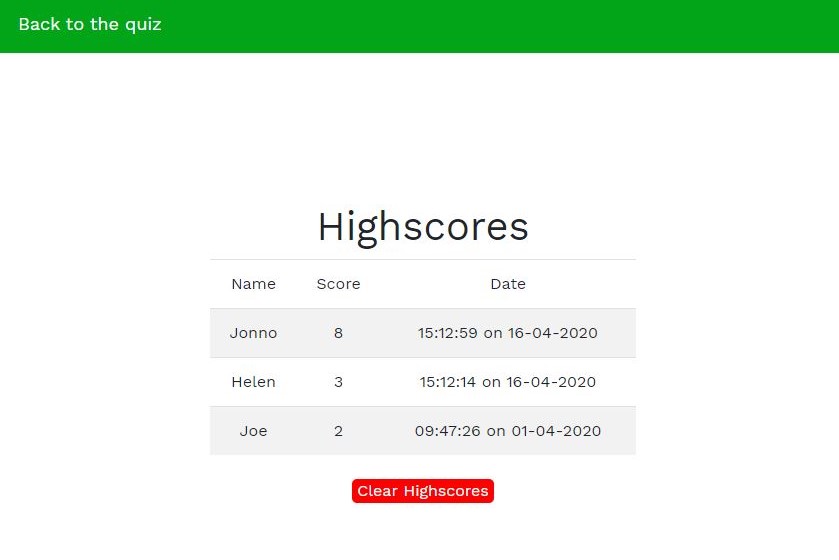 Back to the quiz
Highscores
Name Score Date
Jonno 8 15:12:59 on 16-04-2020
Helen 3 15:12:14 on 16-04-2020
Joe 2 09:47:26 on 01-04-2020
Clear Highscores